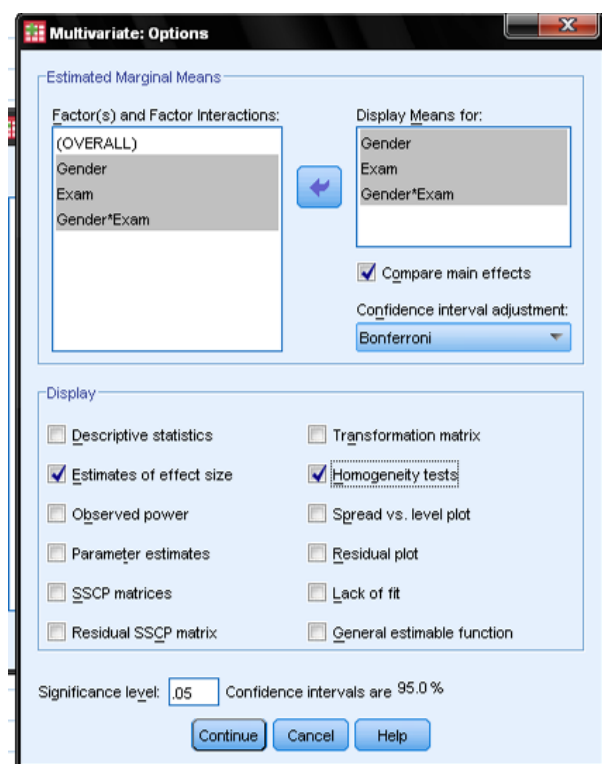 Multivariate: Options
Estimated Marginal Means
Factor(s) and Factor Interactions:
(OVERALL)
Gender
Exam
Gender*Exam
Display Means for:
Gender
Exam
Gender*Exam
Compare main effects
Confidence interval adjustment:
Bonferroni
Display
Descriptive statistics
Transformation matrix
Estimates of effect size
Homogeneity tests
Observed power
Spread vs. level plot
Parameter estimates
Residual plot
SSCP matrices
Lack of fit
Residual SSCP matrix
General estimable function
Significance level: .05 Confidence intervals are 95.0 %
Continue Cancel Help